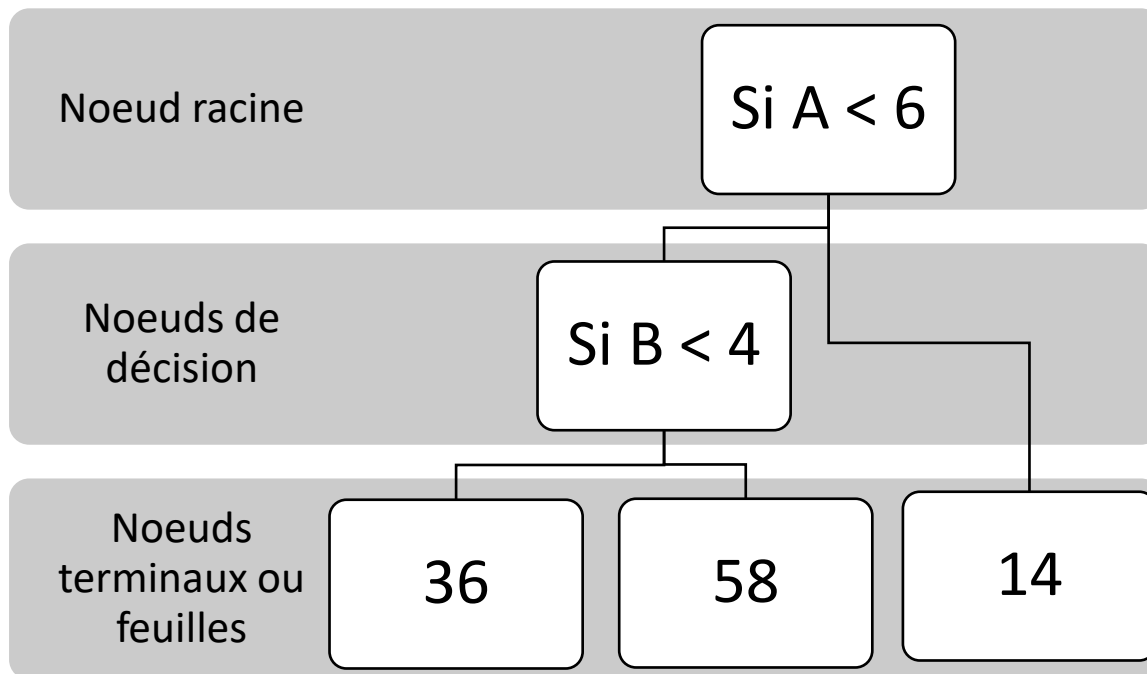 Noeud racine
Si A < 6
Noeuds de
décision
Si B < 4
Noeuds
terminaux ou
feuilles
36
58
14